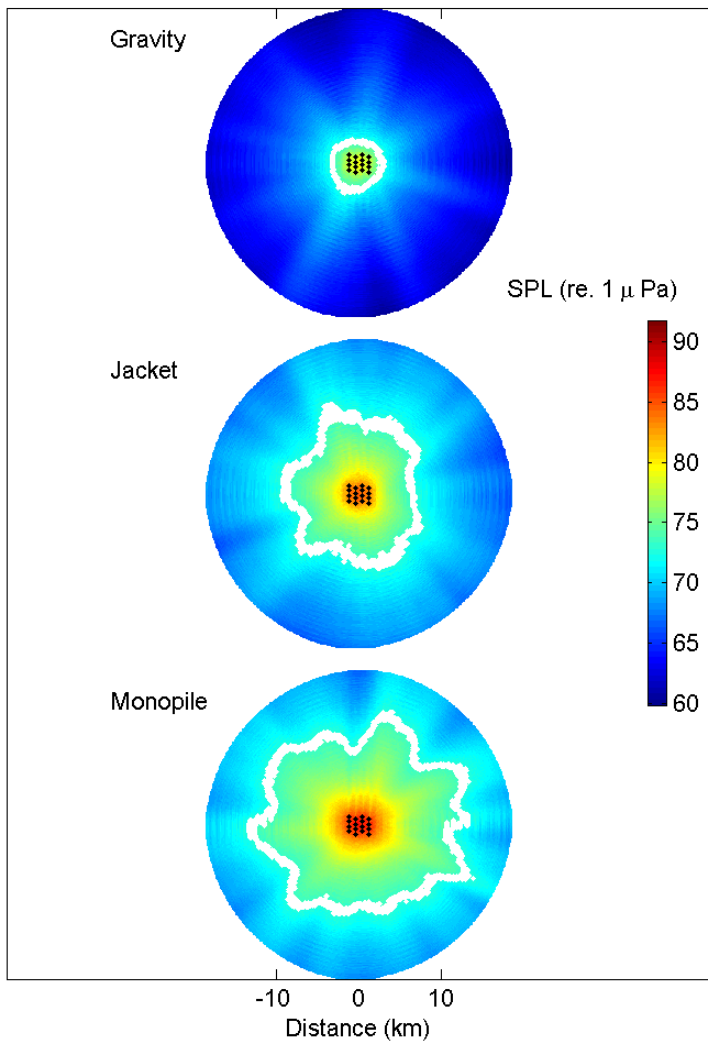 Gravity
SPL (re. 1 μ Pa)
Jacket
90
85
80
75
70
65
60
Monopile
-10 0 10
Distance (km)